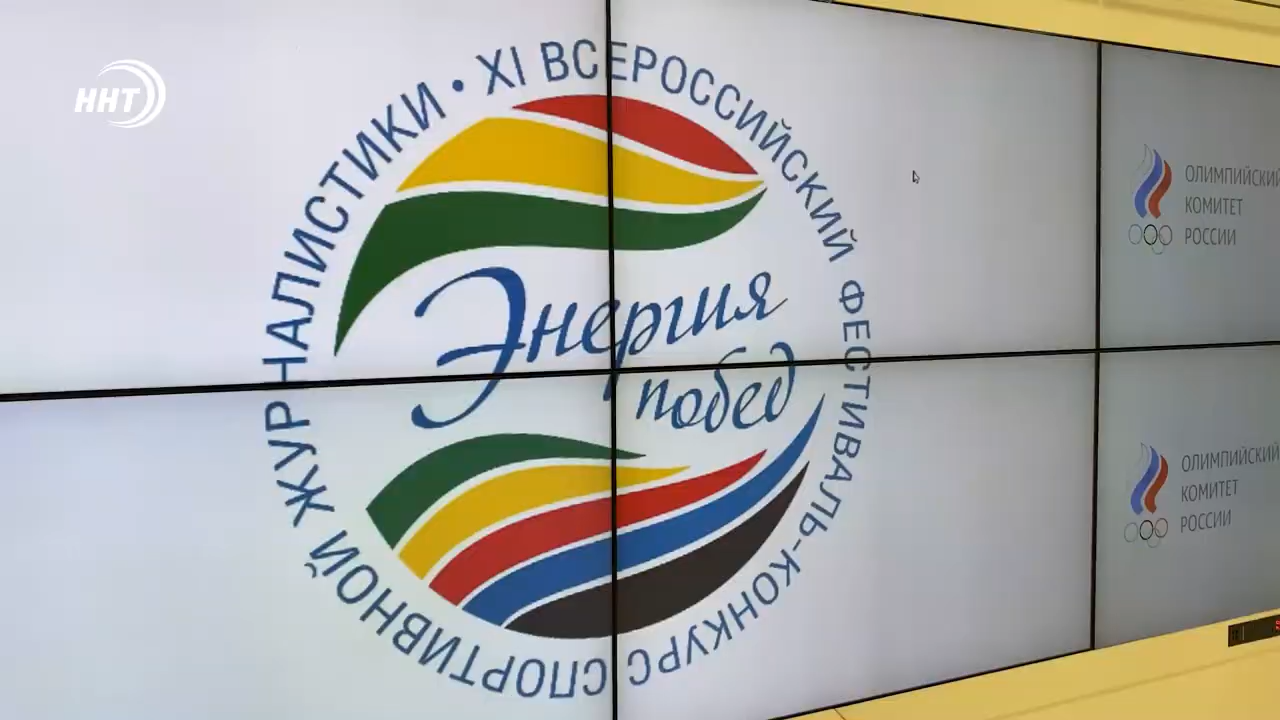 ННТ
XI ВСЕРОССИЙСКИЙ ФЕСТИВАЛЬ-КОНКУРС СПОРТИВНОЙ ЖУРНАЛИСТИКИ •
Энергия
побед
ОЛИМПИЙСКИЙ
КОМИТЕТ
РОССИИ
ОЛИМПИЙСКИЙ
КОМИТЕТ
РОССИИ